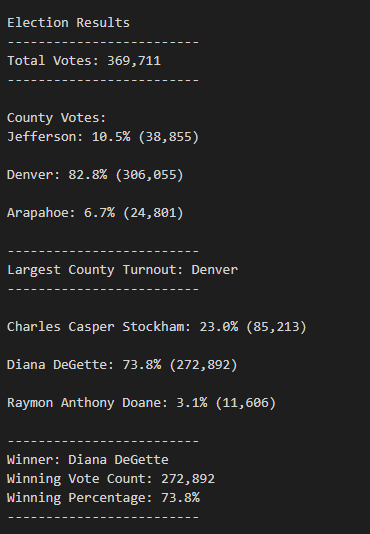 Election Results
-------------------------
Total Votes: 369,711
-------------------------
County Votes:
Jefferson: 10.5% (38,855)
Denver: 82.8% (306,055)
Arapahoe: 6.7% (24,801)
-------------------------
Largest County Turnout: Denver
-------------------------
Charles Casper Stockham: 23.0% (85,213)
Diana DeGette: 73.8% (272,892)
Raymon Anthony Doane: 3.1% (11,606)
-------------------------
Winner: Diana DeGette
Winning Vote Count: 272,892
Winning Percentage: 73.8%
-------------------------